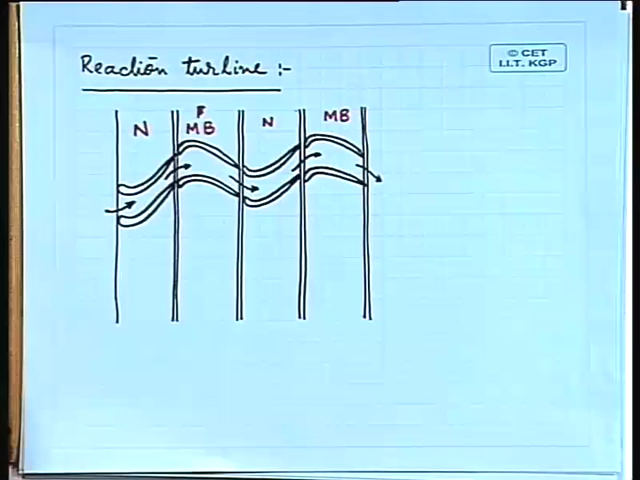 © CET
I.I.T. KGP
Reaction turbine :-
N MB N MB